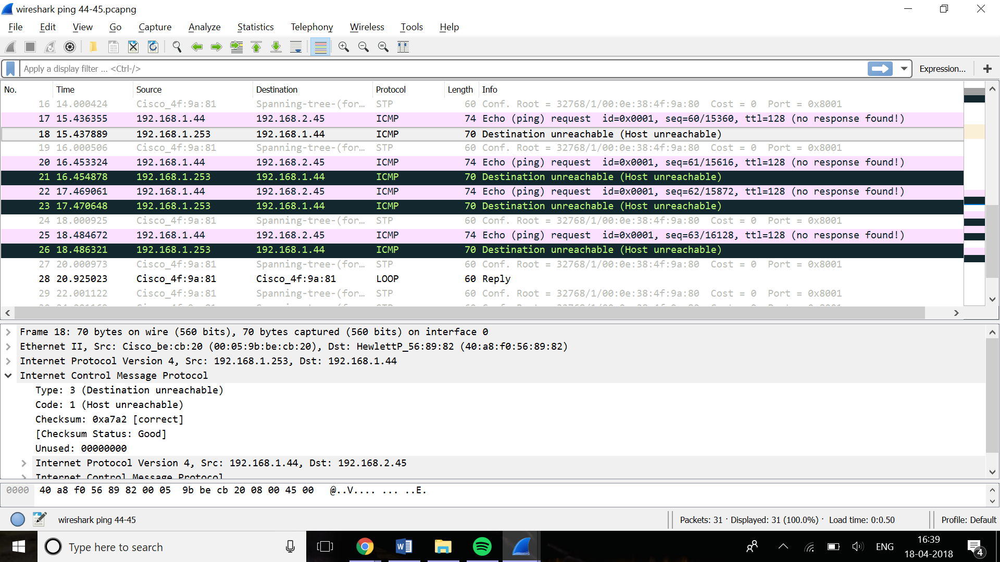 wireshark ping 44-45.pcapng
File Edit View Go Capture Analyze Statistics Telephony Wireless Tools Help
Apply a display filter ... <Ctrl-/> Expression... +
No. Time Source Destination Protocol Length Info
16 14.000424 Cisco_4f:9a:81 Spanning-tree-(for… STP 60 Conf. Root = 32768/1/00:0e:38:4f:9a:80 Cost = 0 Port = 0x8001
17 15.436355 192.168.1.44 192.168.2.45 ICMP 74 Echo (ping) request id=0x0001, seq=60/15360, ttl=128 (no response found!)
18 15.437889 192.168.1.253 192.168.1.44 ICMP 70 Destination unreachable (Host unreachable)
19 16.000506 Cisco_4f:9a:81 Spanning-tree-(for… STP 60 Conf. Root = 32768/1/00:0e:38:4f:9a:80 Cost = 0 Port = 0x8001
20 16.453324 192.168.1.44 192.168.2.45 ICMP 74 Echo (ping) request id=0x0001, seq=61/15616, ttl=128 (no response found!)
21 16.454878 192.168.1.253 192.168.1.44 ICMP 70 Destination unreachable (Host unreachable)
22 17.469061 192.168.1.44 192.168.2.45 ICMP 74 Echo (ping) request id=0x0001, seq=62/15872, ttl=128 (no response found!)
23 17.470648 192.168.1.253 192.168.1.44 ICMP 70 Destination unreachable (Host unreachable)
24 18.000925 Cisco_4f:9a:81 Spanning-tree-(for… STP 60 Conf. Root = 32768/1/00:0e:38:4f:9a:80 Cost = 0 Port = 0x8001
25 18.484672 192.168.1.44 192.168.2.45 ICMP 74 Echo (ping) request id=0x0001, seq=63/16128, ttl=128 (no response found!)
26 18.486321 192.168.1.253 192.168.1.44 ICMP 70 Destination unreachable (Host unreachable)
27 20.000973 Cisco_4f:9a:81 Spanning-tree-(for… STP 60 Conf. Root = 32768/1/00:0e:38:4f:9a:80 Cost = 0 Port = 0x8001
28 20.925023 Cisco_4f:9a:81 Cisco_4f:9a:81 LOOP 60 Reply
29 22.001122 Cisco_4f:9a:81 Spanning-tree-(for… STP 60 Conf. Root = 32768/1/00:0e:38:4f:9a:80 Cost = 0 Port = 0x8001
Frame 18: 70 bytes on wire (560 bits), 70 bytes captured (560 bits) on interface 0
Ethernet II, Src: Cisco_be:cb:20 (00:05:9b:be:cb:20), Dst: HewlettP_56:89:82 (40:a8:f0:56:89:82)
Internet Protocol Version 4, Src: 192.168.1.253, Dst: 192.168.1.44
Internet Control Message Protocol
Type: 3 (Destination unreachable)
Code: 1 (Host unreachable)
Checksum: 0xa7a2 [correct]
[Checksum Status: Good]
Unused: 00000000
Internet Protocol Version 4, Src: 192.168.1.44, Dst: 192.168.2.45
Internet Control Message Protocol
0000 40 a8 f0 56 89 82 00 05 9b be cb 20 08 00 45 00 @..V.... ... ..E.
wireshark ping 44-45 Packets: 31 · Displayed: 31 (100.0%) · Load time: 0:0.50 Profile: Default
Type here to search ENG 16:39
18-04-2018 4